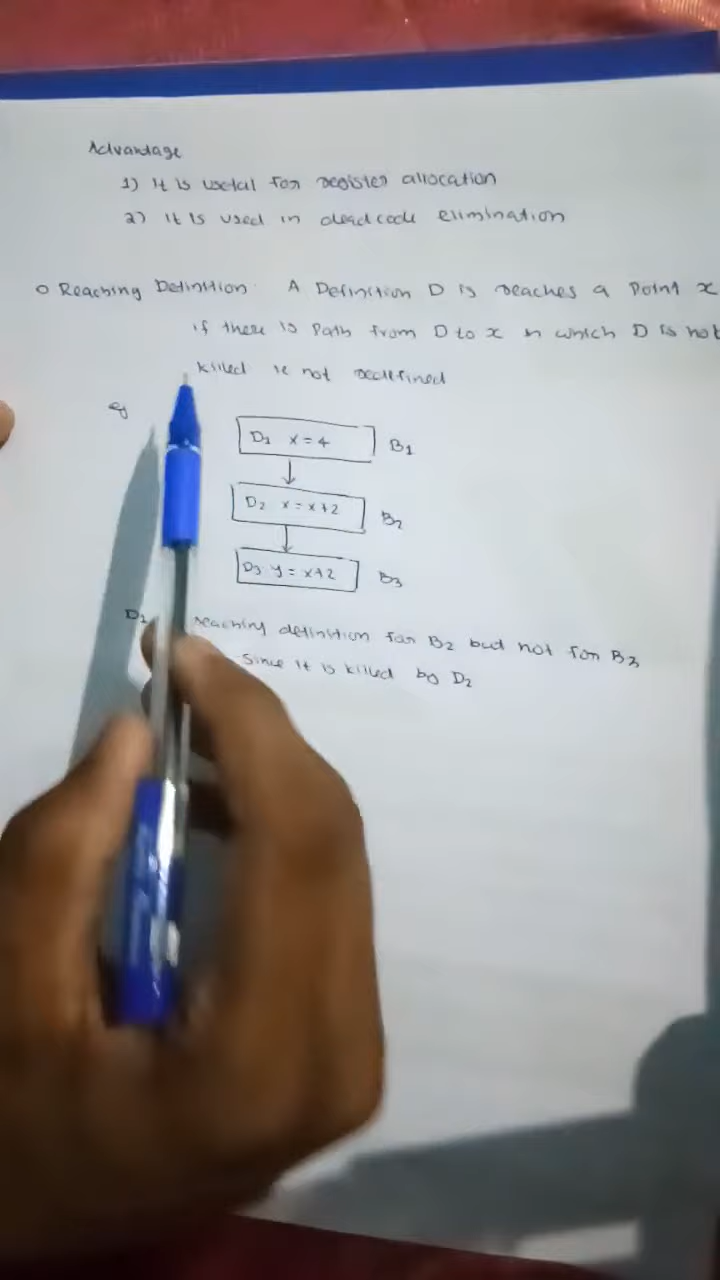 Advantage
1) It is useful for register allocation
2) It is used in deadcode elimination
o Reaching Definition: A Definition D is reaches a Point x
if there is Path from D to x in which D is not
killed ie not redefined
eg
D1 x = 4 B1
D2 x = x+2 B2
D3 y = x+2 B3
D1 reaching definition for B2 but not for B3
Since it is killed by D2